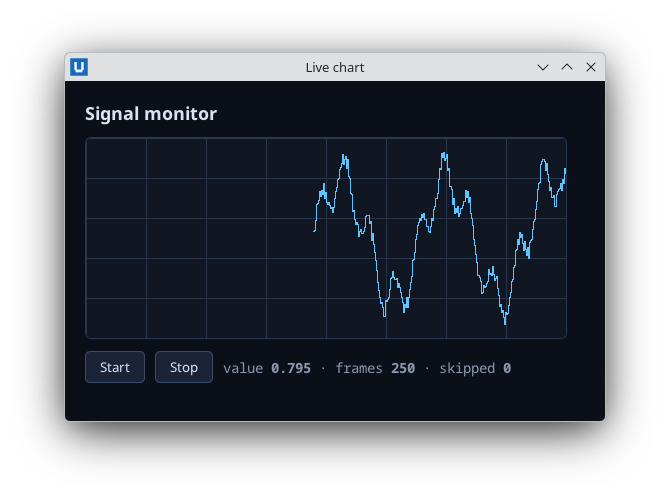 Live chart
Signal monitor
Start Stop value 0.795 · frames 250 · skipped 0